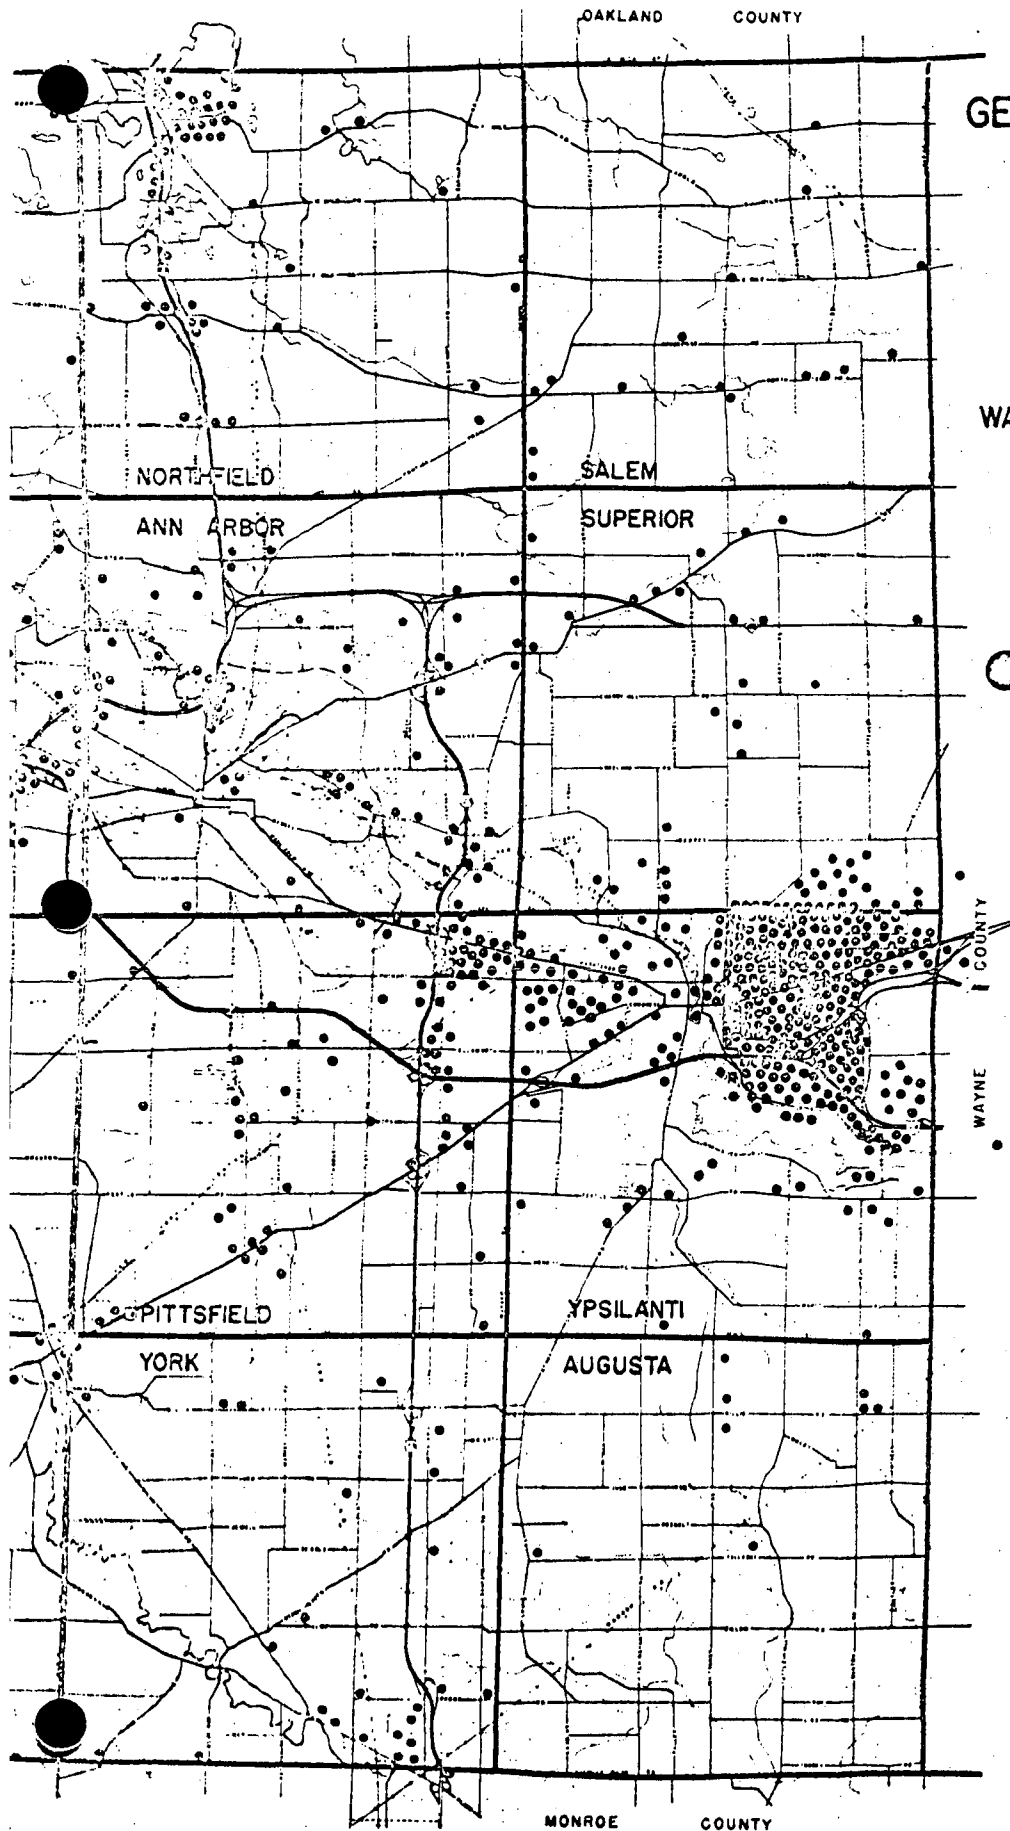 OAKLAND COUNTY
GE
WA
NORTHFIELD
SALEM
ANN ARBOR
SUPERIOR
C
COUNTY
WAYNE
PITTSFIELD
YPSILANTI
YORK
AUGUSTA
MONROE COUNTY